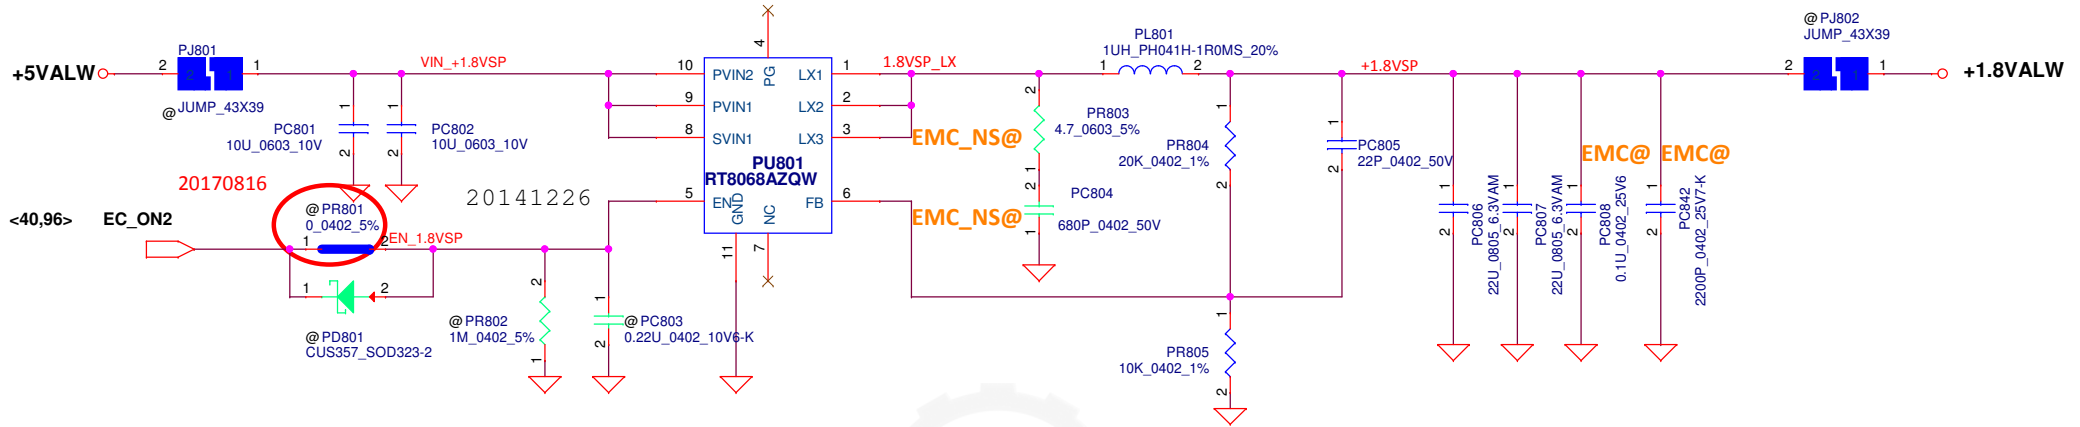 +5VALW
2
PJ801
2 1
1
@ JUMP_43X39
VIN_+1.8VSP
1
PC801
10U_0603_10V
2
1
PC802
10U_0603_10V
2
20170816
20141226
<40,96> EC_ON2
@PR801
0_0402_5%
1
2
EN_1.8VSP
1
2
@PD801
CUS357_SOD323-2
2
@PR802
1M_0402_5%
1
1
@PC803
0.22U_0402_10V6-K
2
4
10 PVIN2 PG LX1 1
9 PVIN1 LX2 2
8 SVIN1 LX3 3
PU801
RT8068AZQW
5 EN GND NC FB 6
11
7
1.8VSP_LX
EMC_NS@
2
PR803
4.7_0603_5%
1
EMC_NS@
2
PC804
680P_0402_50V
1
PL801
1UH_PH041H-1R0MS_20%
1
2
1
PR804
20K_0402_1%
2
+1.8VSP
1
PC805
22P_0402_50V
2
1
PR805
10K_0402_1%
2
1
2
PC806
22U_0805_6.3VAM
1
2
PC807
22U_0805_6.3VAM
EMC@
1
2
PC808
0.1U_0402_25V6
EMC@
1
2
PC842
2200P_0402_25V7-K
@PJ802
JUMP_43X39
2
2 1
1
+1.8VALW